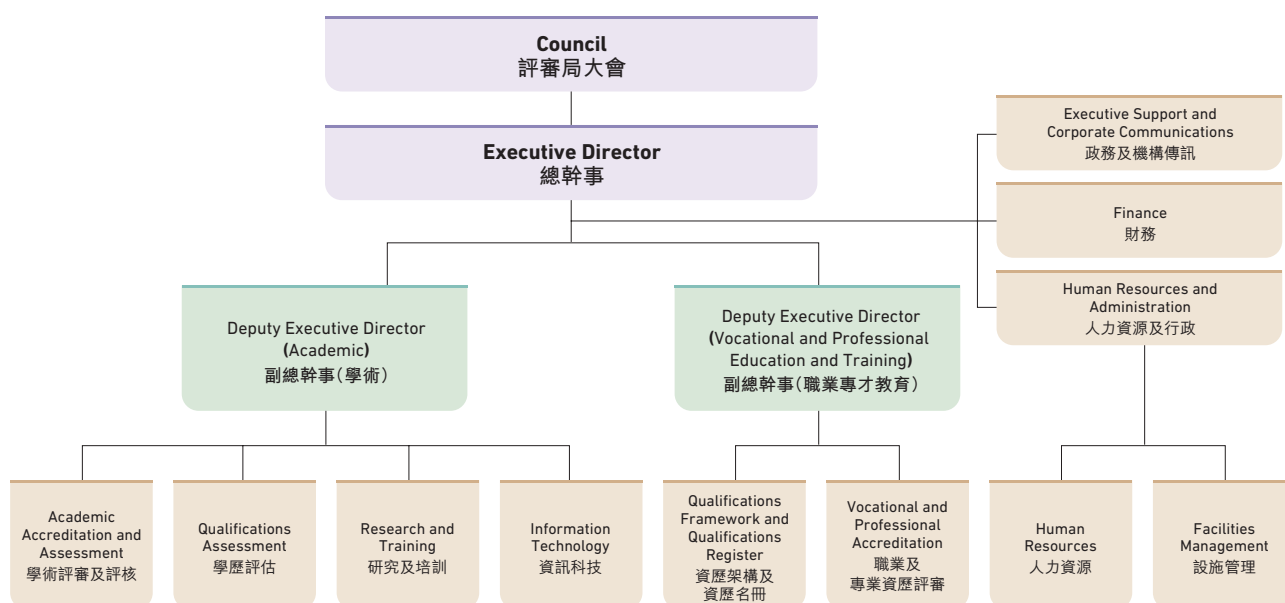 Council
評審局大會
Executive Director
總幹事
Executive Support and
Corporate Communications
政務及機構傳訊
Finance
財務
Human Resources and
Administration
人力資源及行政
Deputy Executive Director
(Academic)
副總幹事(學術)
Deputy Executive Director
(Vocational and Professional
Education and Training)
副總幹事(職業專才教育)
Academic
Accreditation and
Assessment
學術評審及評核
Qualifications
Assessment
學歷評估
Research and
Training
研究及培訓
Information
Technology
資訊科技
Qualifications
Framework and
Qualifications
Register
資歷架構及
資歷名冊
Vocational and
Professional
Accreditation
職業及
專業資歷評審
Human
Resources
人力資源
Facilities
Management
設施管理